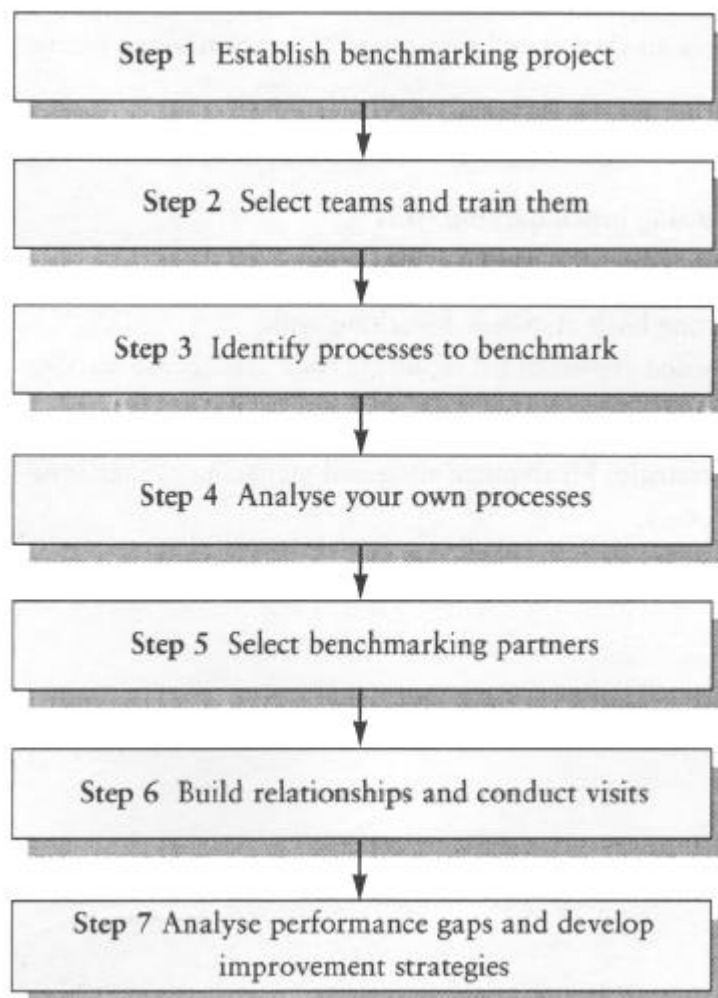 Step 1 Establish benchmarking project
Step 2 Select teams and train them
Step 3 Identify processes to benchmark
Step 4 Analyse your own processes
Step 5 Select benchmarking partners
Step 6 Build relationships and conduct visits
Step 7 Analyse performance gaps and develop
improvement strategies